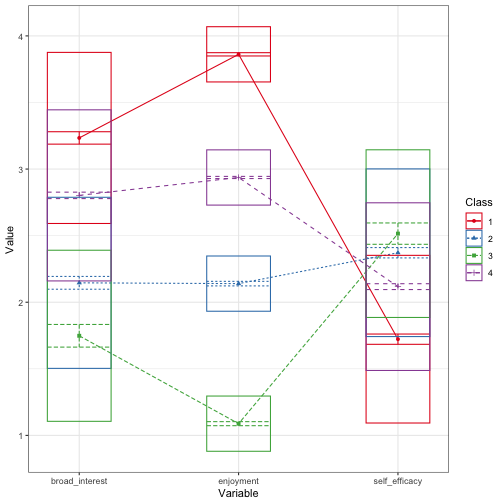 4
3
2
1
Value
broad_interest enjoyment self_efficacy
Variable
Class
1
2
3
4